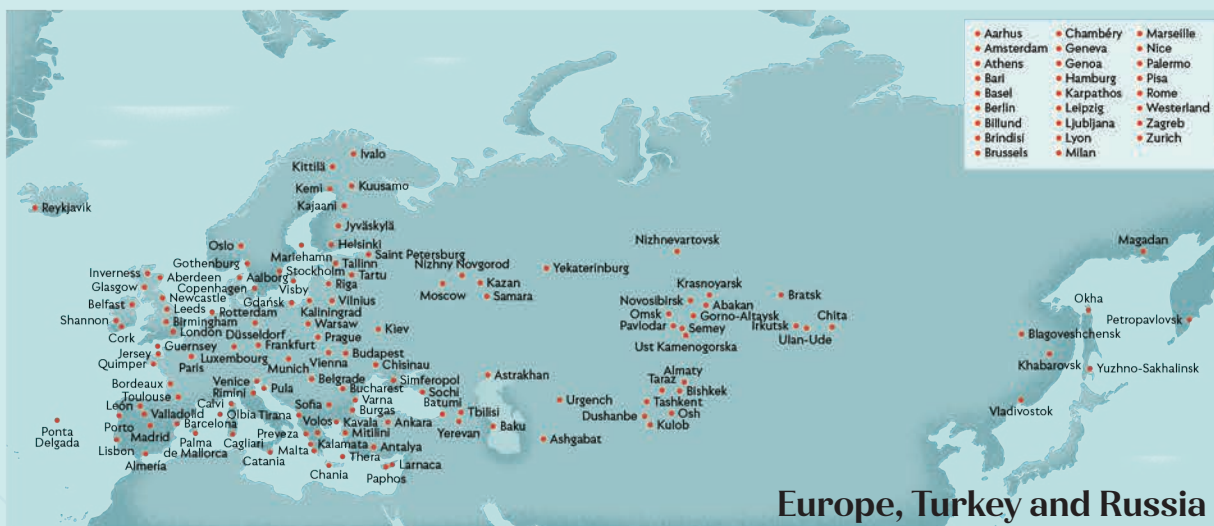 Aarhus
Amsterdam
Athens
Bari
Basel
Berlin
Billund
Brindisi
Brussels
Chambéry
Geneva
Genoa
Hamburg
Karpathos
Leipzig
Ljubljana
Lyon
Milan
Marseille
Nice
Palermo
Pisa
Rome
Westerland
Zagreb
Zurich
Ivalo
Kittilä
Kemi
Kuusamo
Kajaani
Reykjavik
Jyväskylä
Oslo
Helsinki
Marlehamn
Saint Petersburg
Nizhnevartovsk
Magadan
Gothenburg
Tallinn
Stockholm
Nizhny Novgorod
Yekaterinburg
Inverness
Aberdeen
Aalborg
Tartu
Glasgow
Copenhagen
Visby
Riga
Moscow
Kazan
Krasnoyarsk
Bratsk
Newcastle
Samara
Belfast
Leeds
Gdańsk
Vilnius
Novosibirsk
Abakan
Okha
Rotterdam
Kaliningrad
Omsk
Gorno-Altaysk
Chita
Petropavlovsk
Shannon
Birmingham
Warsaw
Kiev
Pavlodar
Semey
Irkutsk
Cork
London
Düsseldorf
Prague
Ulan-Ude
Blagoveshchensk
Guernsey
Frankfurt
Ust Kamenogorska
Jersey
Luxembourg
Vienna
Budapest
Quimper
Paris
Munich
Chisinau
Khabarovsk
Yuzhno-Sakhalinsk
Almaty
Astrakhan
Bordeaux
Venice
Pula
Belgrade
Simferopol
Taraz
Bishkek
Toulouse
Rimini
Bucharest
Sochi
Urgench
Tashkent
León
Calvi
Sofia
Varna
Batumi
Vladivostok
Valladolid
Olbia
Tirana
Burgas
Tbilisi
Dushanbe
Osh
Ponta
Delgada
Porto
Barcelona
Volos
Kavala
Ankara
Yerevan
Baku
Kulob
Madrid
Palma
de Mallorca
Cagliari
Preveza
Mitilini
Ashgabat
Lisbon
Malta
Kalamata
Antalya
Almería
Catania
Thera
Larnaca
Chania
Paphos
Europe, Turkey and Russia